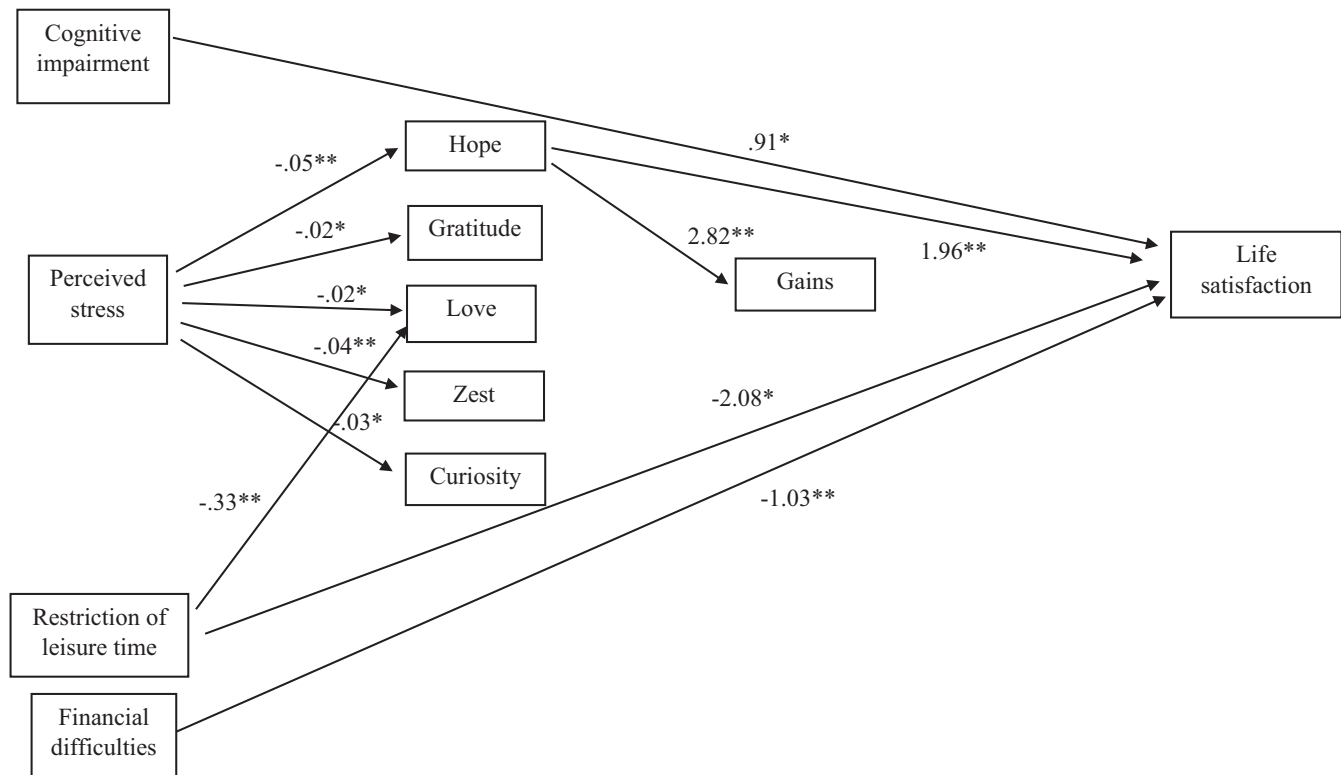 Cognitive
impairment
.91*
Hope
-.05**
-.02*
Gratitude
2.82**
1.96**
Life
satisfaction
Perceived
stress
-.02*
Love
Gains
-.04**
Zest
-2.08*
-.03*
Curiosity
-.33**
-1.03**
Restriction of
leisure time
Financial
difficulties